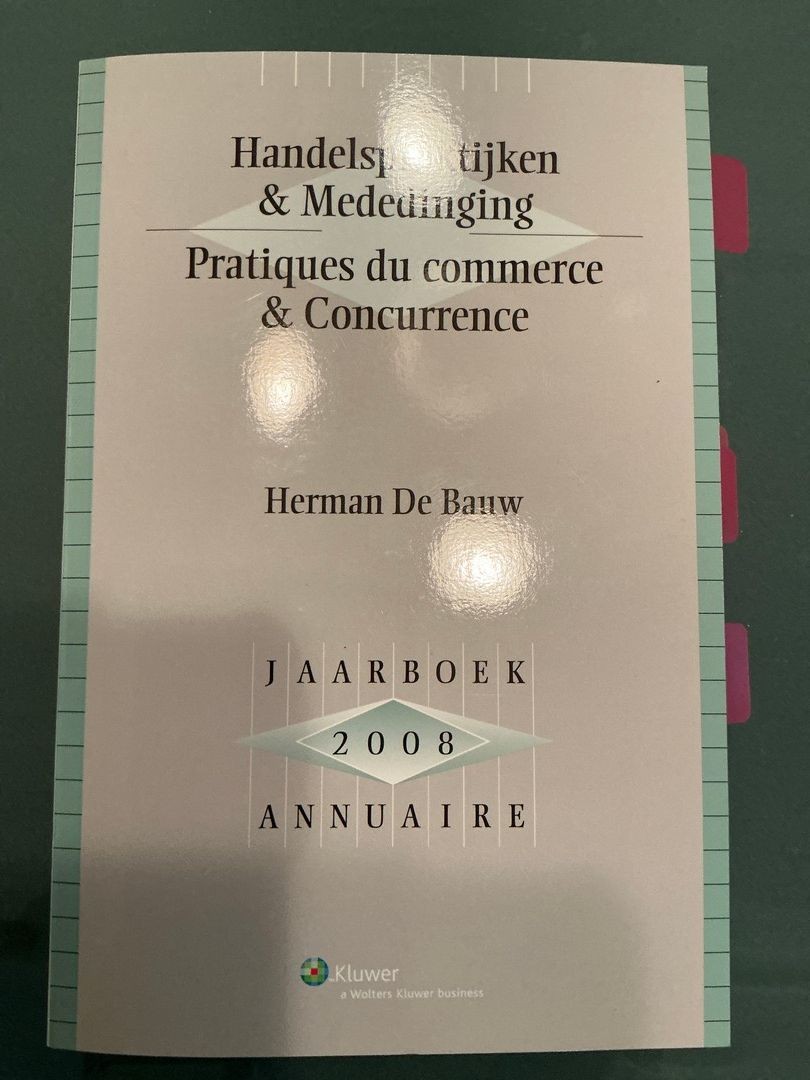 & Mededinging
Pratiques du commerce
& Concurrence
Herman De Bauw
JAARBOEK
2008
ANNUAIRE
Kluwer
a Wolters Kluwer business